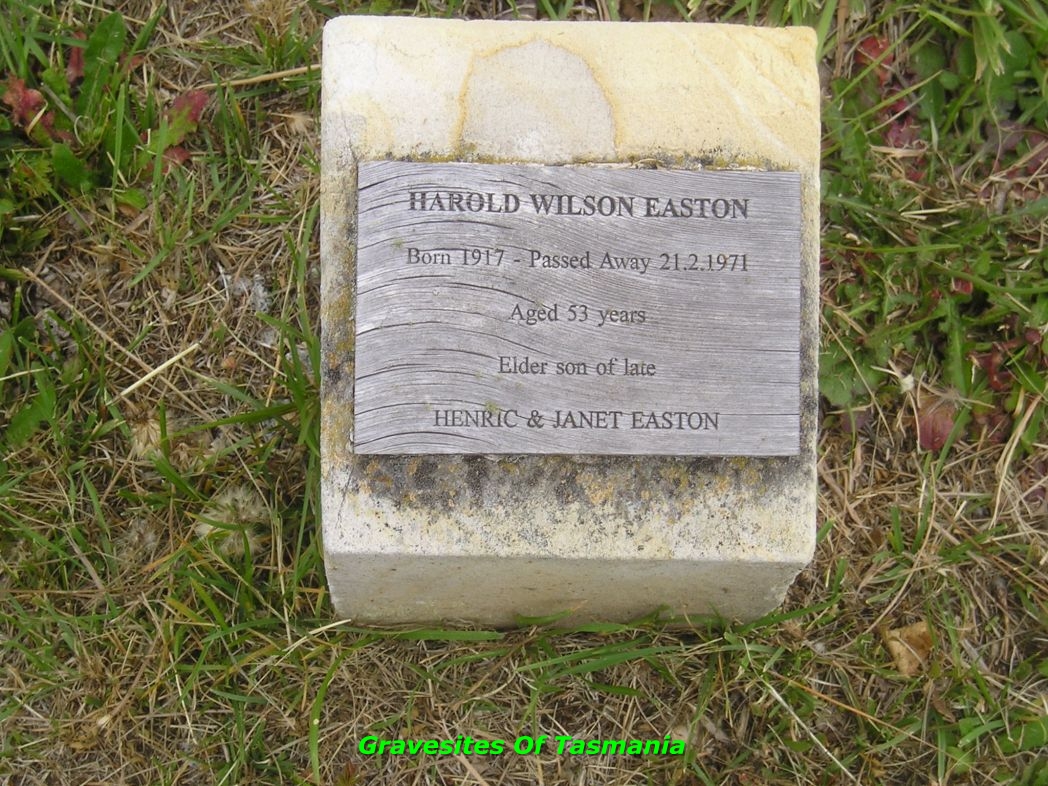 HAROLD WILSON EASTON
Born 1917 - Passed Away 21.2.1971
Aged 53 years
Elder son of late
HENRIC & JANET EASTON
Gravesites Of Tasmania